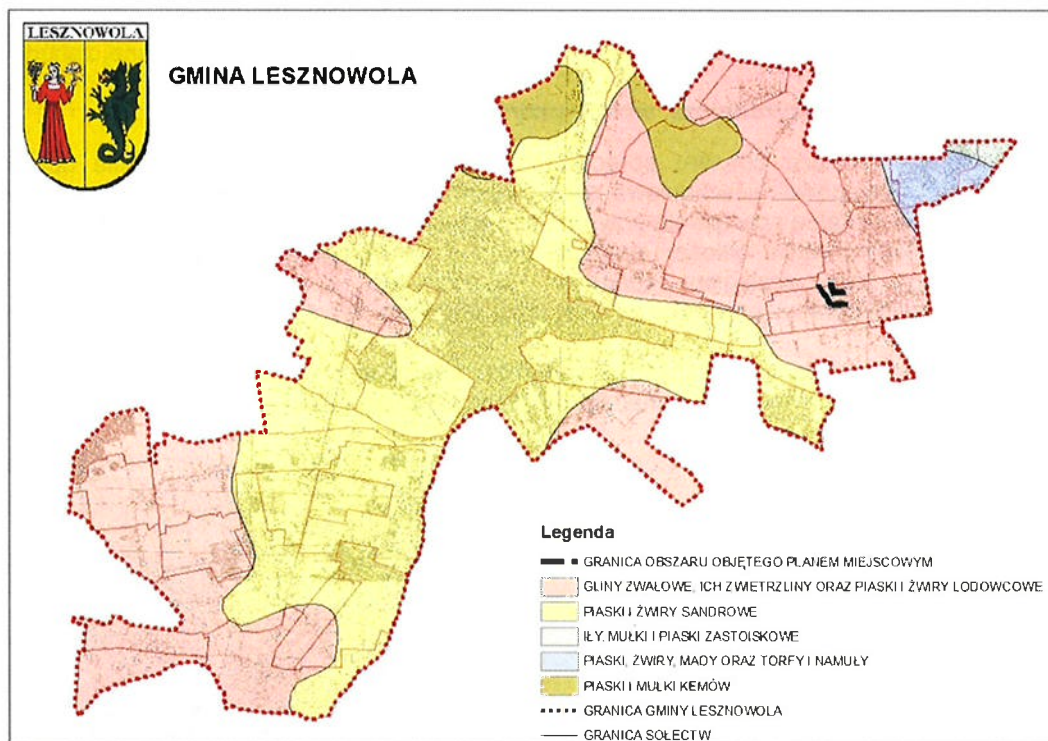 LESZNOWOLA
GMINA LESZNOWOLA
Legenda
GRANICA OBSZARU OBJĘTEGO PLANEM MIEJSCOWYM
GLINY ZWAŁOWE, ICH ZWIETRZLINY ORAZ PIASKI I ŻWIRY LODOWCOWE
PIASKI I ŻWIRY SANDROWE
IŁY, MUŁKI I PIASKI ZASTOISKOWE
PIASKI, ŻWIRY, MADY ORAZ TORFY I NAMUŁY
PIASKI I MUŁKI KEMÓW
GRANICA GMINY LESZNOWOLA
GRANICA SOŁECTW